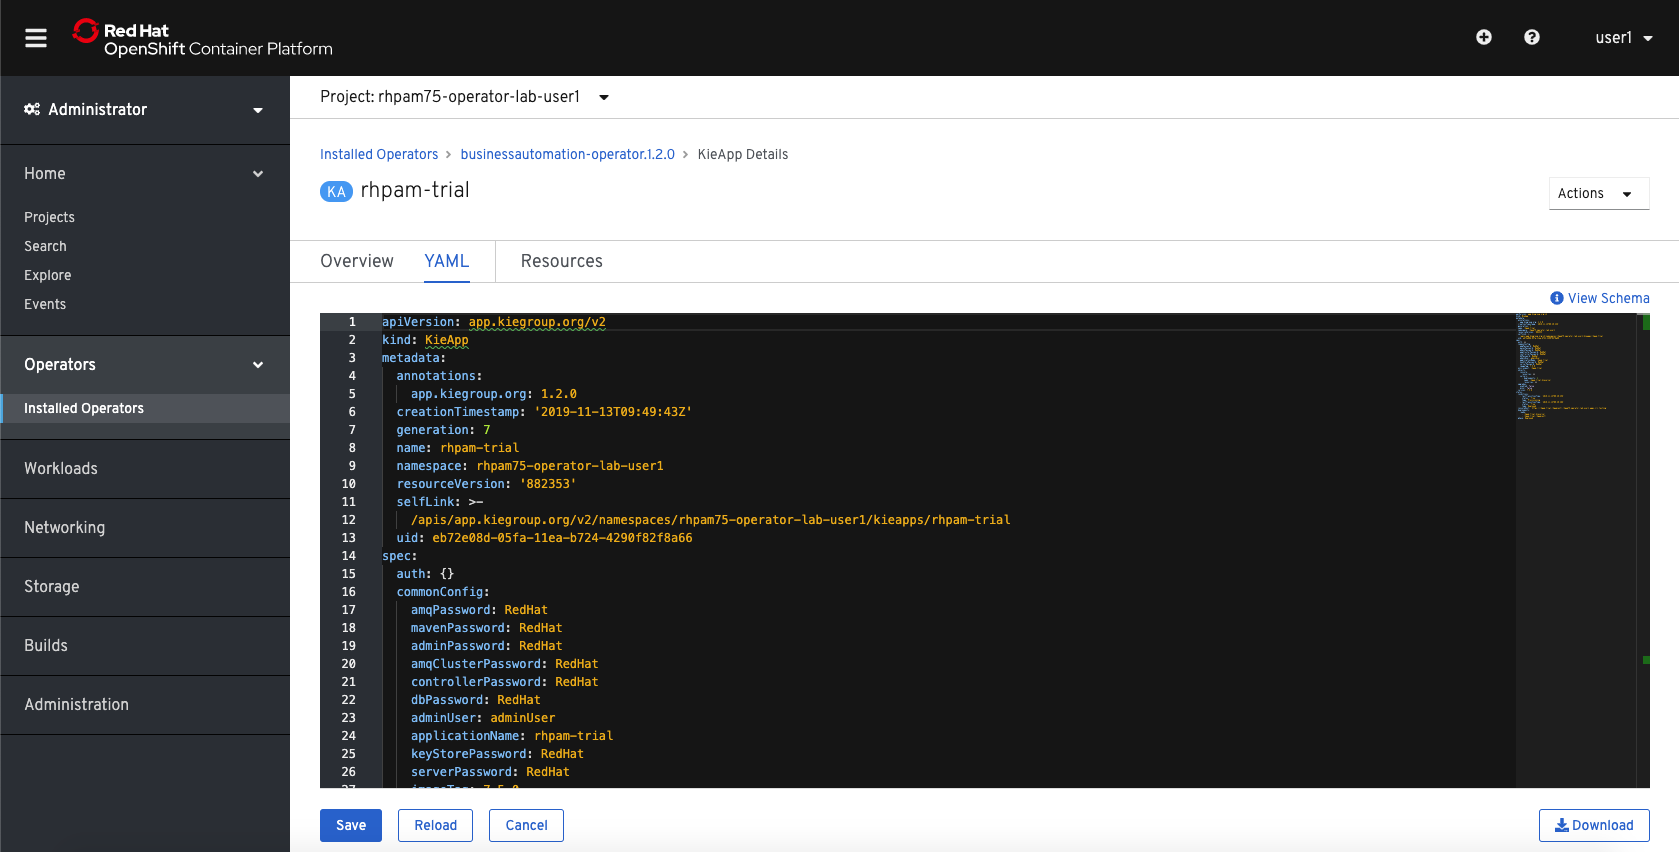 Red Hat
OpenShift Container Platform
user1
Administrator
Home
Projects
Search
Explore
Events
Operators
Installed Operators
Workloads
Networking
Storage
Builds
Administration
Project: rhpam75-operator-lab-user1
Installed Operators > businessautomation-operator.1.2.0 > KieApp Details
KA rhpam-trial
Actions
Overview YAML Resources
View Schema
1 apiVersion: app.kiegroup.org/v2
2 kind: KieApp
3 metadata:
4 annotations:
5 app.kiegroup.org: 1.2.0
6 creationTimestamp: '2019-11-13T09:49:43Z'
7 generation: 7
8 name: rhpam-trial
9 namespace: rhpam75-operator-lab-user1
10 resourceVersion: '882353'
11 selfLink: >-
12 /apis/app.kiegroup.org/v2/namespaces/rhpam75-operator-lab-user1/kieapps/rhpam-trial
13 uid: eb72e08d-05fa-11ea-b724-4290f82f8a66
14 spec:
15 auth: {}
16 commonConfig:
17 amqPassword: RedHat
18 mavenPassword: RedHat
19 adminPassword: RedHat
20 amqClusterPassword: RedHat
21 controllerPassword: RedHat
22 dbPassword: RedHat
23 adminUser: adminUser
24 applicationName: rhpam-trial
25 keyStorePassword: RedHat
26 serverPassword: RedHat
27 imageTag: 7.5.0
Save Reload Cancel
Download